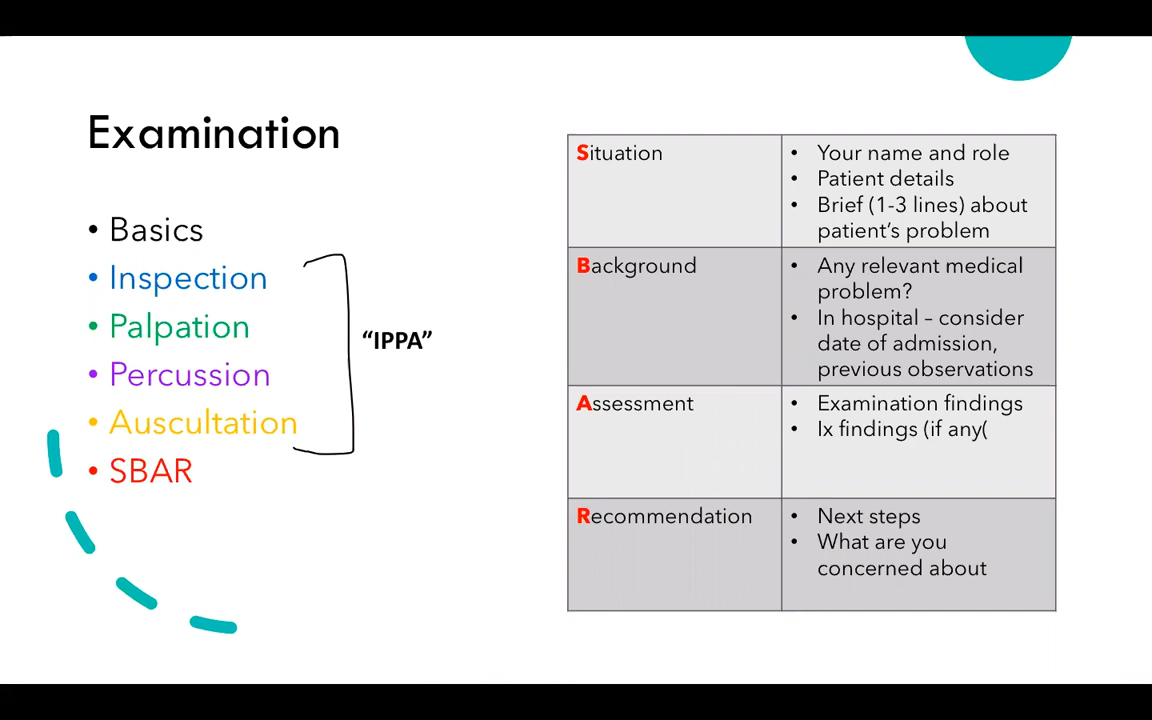 Examination
• Basics
• Inspection
• Palpation
• Percussion
• Auscultation
• SBAR
“IPPA”
Situation
• Your name and role
• Patient details
• Brief (1-3 lines) about
patient’s problem
Background
• Any relevant medical
problem?
• In hospital – consider
date of admission,
previous observations
Assessment
• Examination findings
• Ix findings (if any(
Recommendation
• Next steps
• What are you
concerned about